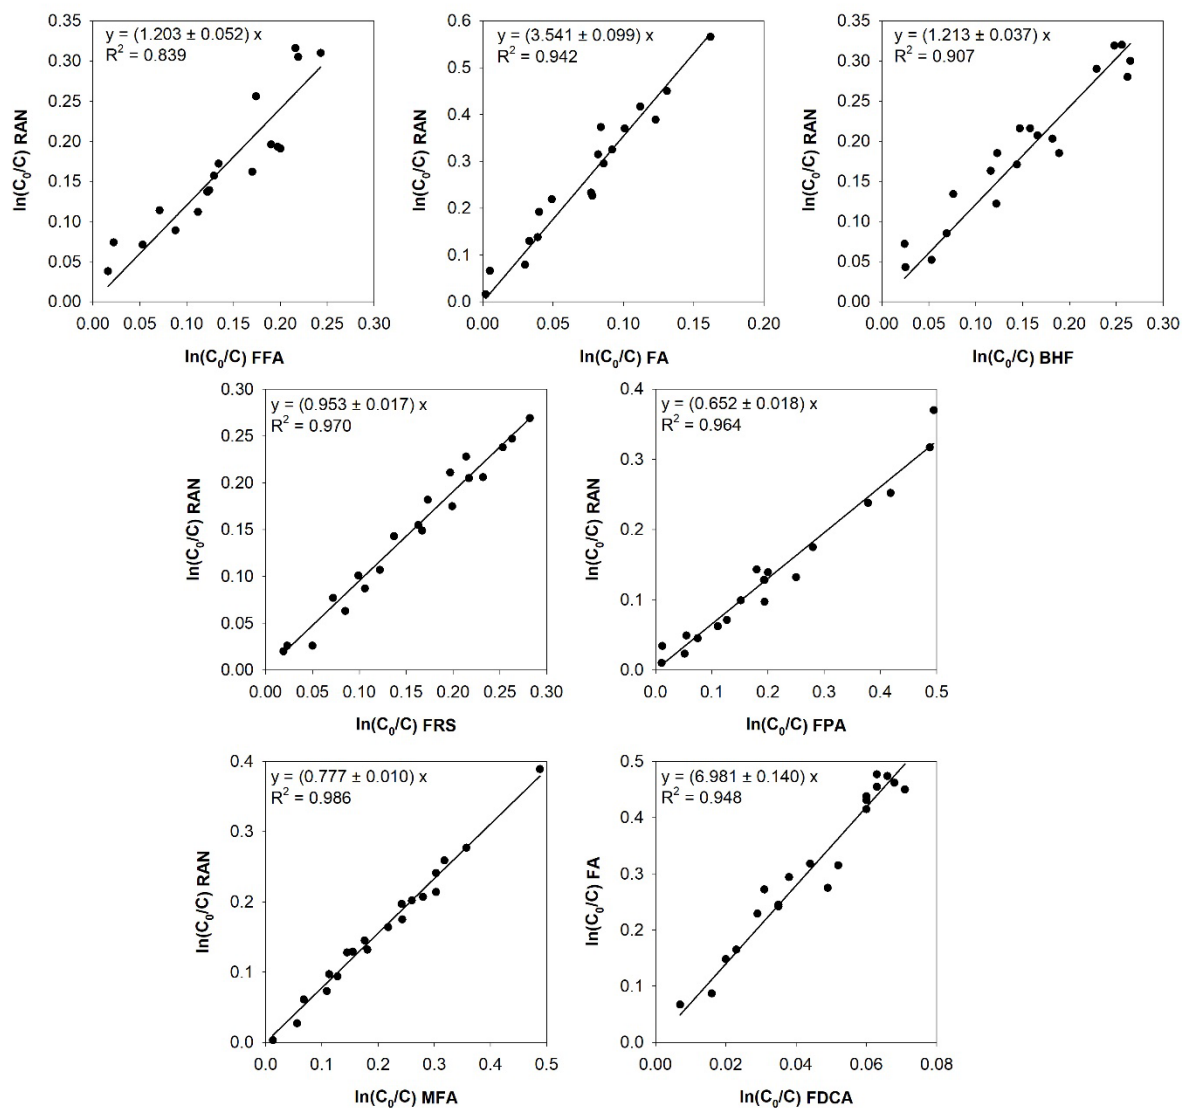 y = (1.203 ± 0.052) x
R² = 0.839
ln(C₀/C) RAN
0.35
0.30
0.25
0.20
0.15
0.10
0.05
0.00
0.00 0.05 0.10 0.15 0.20 0.25 0.30
ln(C₀/C) FFA
y = (3.541 ± 0.099) x
R² = 0.942
ln(C₀/C) RAN
0.6
0.5
0.4
0.3
0.2
0.1
0.0
0.00 0.05 0.10 0.15 0.20
ln(C₀/C) FA
y = (1.213 ± 0.037) x
R² = 0.907
ln(C₀/C) RAN
0.35
0.30
0.25
0.20
0.15
0.10
0.05
0.00
0.00 0.05 0.10 0.15 0.20 0.25 0.30
ln(C₀/C) BHF
y = (0.953 ± 0.017) x
R² = 0.970
ln(C₀/C) RAN
0.30
0.25
0.20
0.15
0.10
0.05
0.00
0.00 0.05 0.10 0.15 0.20 0.25 0.30
ln(C₀/C) FRS
y = (0.652 ± 0.018) x
R² = 0.964
ln(C₀/C) RAN
0.4
0.3
0.2
0.1
0.0
0.0 0.1 0.2 0.3 0.4 0.5
ln(C₀/C) FPA
y = (0.777 ± 0.010) x
R² = 0.986
ln(C₀/C) RAN
0.4
0.3
0.2
0.1
0.0
0.0 0.1 0.2 0.3 0.4 0.5
ln(C₀/C) MFA
y = (6.981 ± 0.140) x
R² = 0.948
ln(C₀/C) FA
0.5
0.4
0.3
0.2
0.1
0.0
0.00 0.02 0.04 0.06 0.08
ln(C₀/C) FDCA